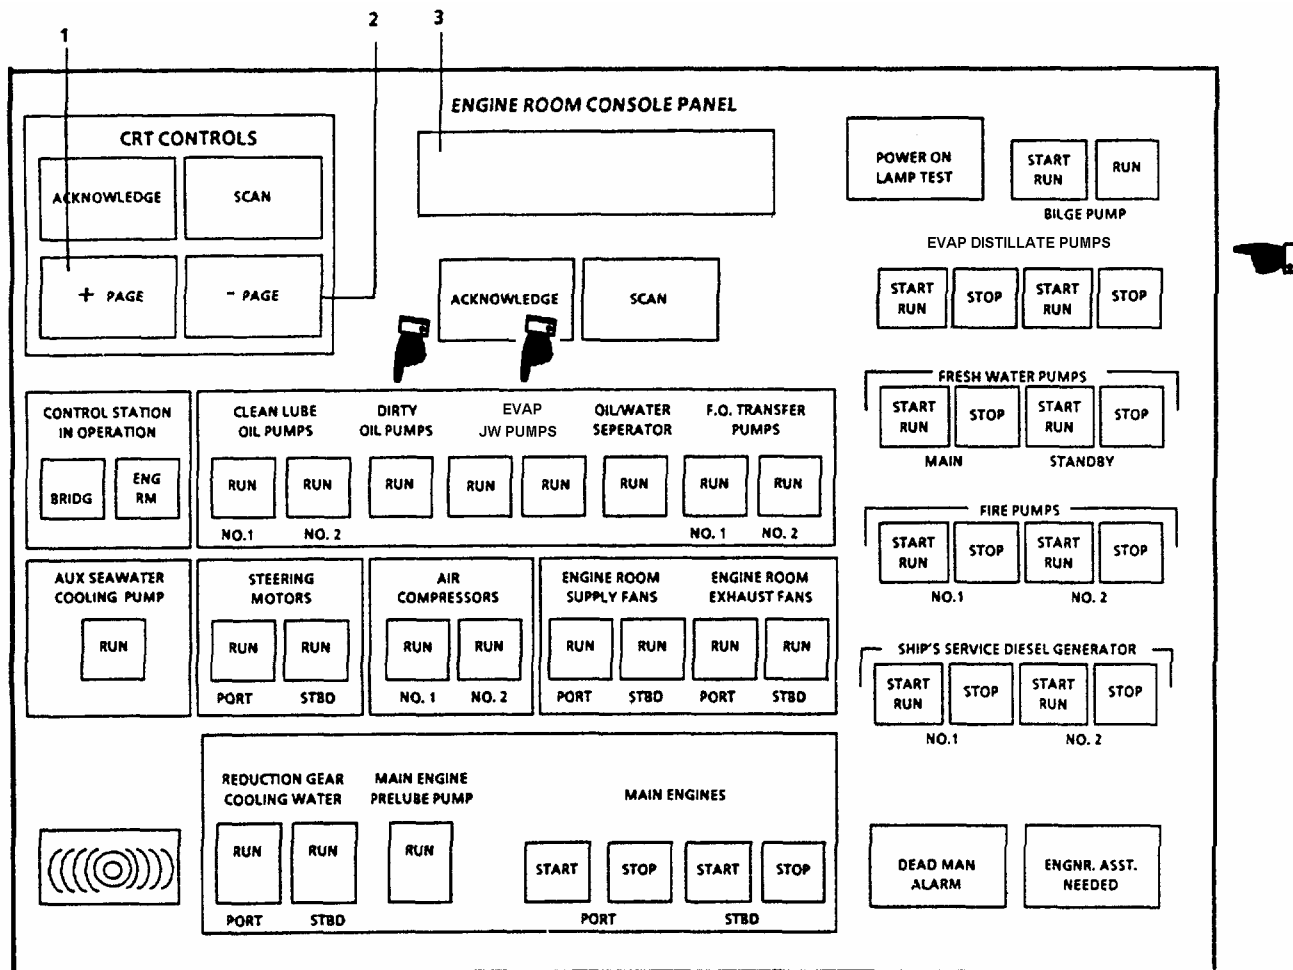 1
2
3
ENGINE ROOM CONSOLE PANEL
CRT CONTROLS
ACKNOWLEDGE
SCAN
+ PAGE
- PAGE
ACKNOWLEDGE
SCAN
POWER ON
LAMP TEST
START
RUN
RUN
BILGE PUMP
EVAP DISTILLATE PUMPS
START
RUN
STOP
START
RUN
STOP
CONTROL STATION
IN OPERATION
BRIDG
ENG
RM
CLEAN LUBE
OIL PUMPS
DIRTY
OIL PUMPS
EVAP
JW PUMPS
OIL/WATER
SEPERATOR
F.O. TRANSFER
PUMPS
RUN
RUN
RUN
RUN
RUN
RUN
RUN
RUN
NO.1
NO. 2
NO. 1
NO. 2
FRESH WATER PUMPS
START
RUN
STOP
START
RUN
STOP
MAIN
STANDBY
FIRE PUMPS
START
RUN
STOP
START
RUN
STOP
NO.1
NO. 2
AUX SEAWATER
COOLING PUMP
RUN
STEERING
MOTORS
RUN
RUN
PORT
STBD
AIR
COMPRESSORS
RUN
RUN
NO. 1
NO. 2
ENGINE ROOM
SUPPLY FANS
ENGINE ROOM
EXHAUST FANS
RUN
RUN
RUN
RUN
PORT
STBD
PORT
STBD
SHIP'S SERVICE DIESEL GENERATOR
START
RUN
STOP
START
RUN
STOP
NO.1
NO. 2
REDUCTION GEAR
COOLING WATER
RUN
RUN
PORT
STBD
MAIN ENGINE
PRELUBE PUMP
RUN
MAIN ENGINES
START
STOP
START
STOP
PORT
STBD
DEAD MAN
ALARM
ENGNR. ASST.
NEEDED